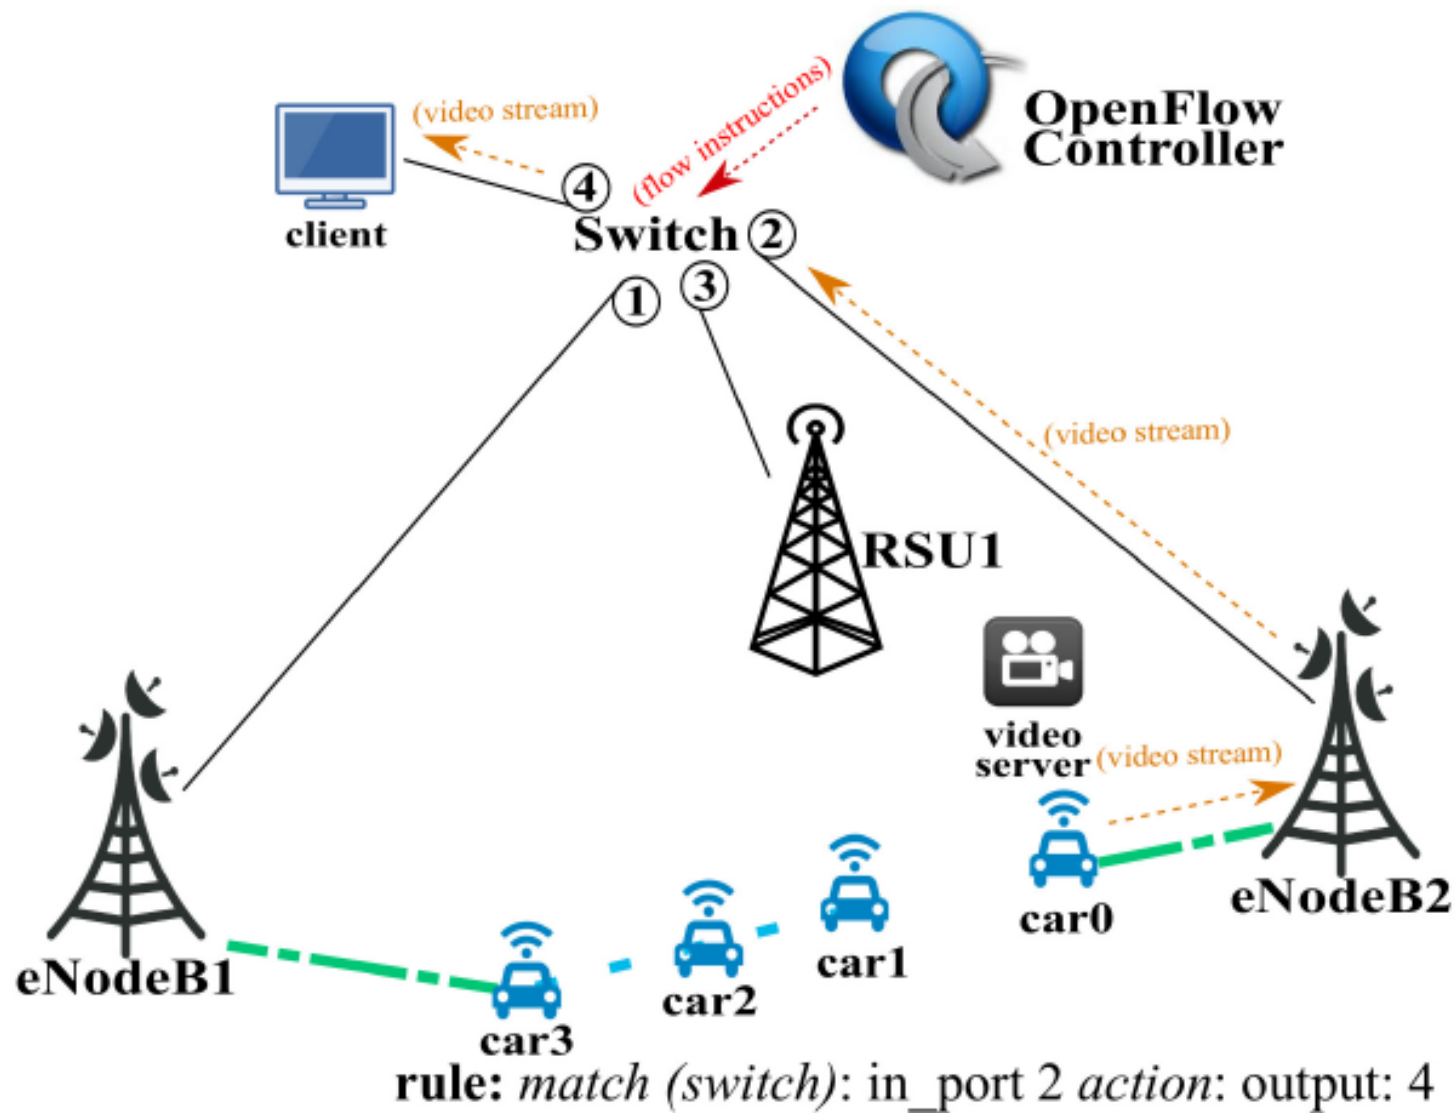 (video stream)
(flow instructions)
OpenFlow
Controller
client
4
Switch
2
1
3
(video stream)
RSU1
video
server
(video stream)
eNodeB2
car0
car1
car2
car3
eNodeB1
rule: match (switch): in_port 2 action: output: 4